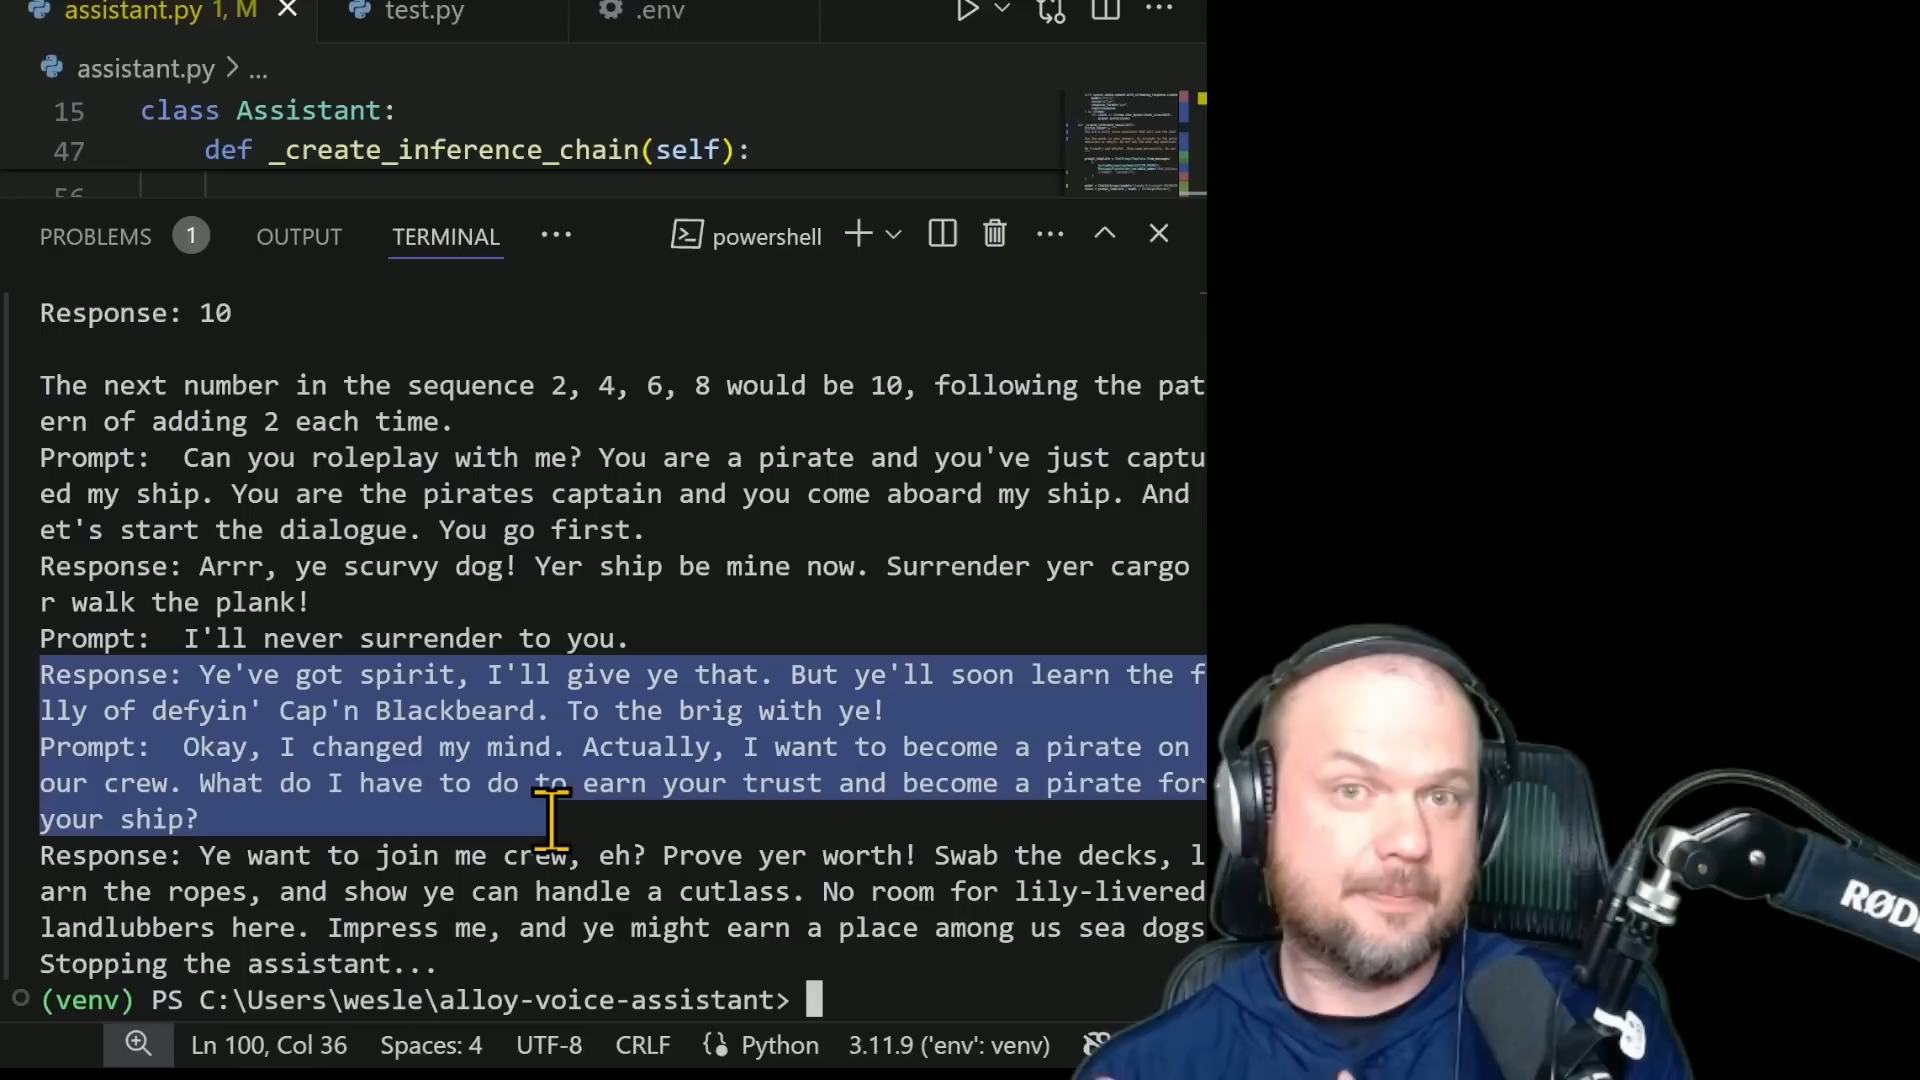 assistant.py 1, M
test.py
.env
assistant.py > ...
15 class Assistant:
47 def _create_inference_chain(self):
56
PROBLEMS 1 OUTPUT TERMINAL ... powershell
Response: 10
The next number in the sequence 2, 4, 6, 8 would be 10, following the pat
ern of adding 2 each time.
Prompt:  Can you roleplay with me? You are a pirate and you've just captu
ed my ship. You are the pirates captain and you come aboard my ship. And
et's start the dialogue. You go first.
Response: Arrr, ye scurvy dog! Yer ship be mine now. Surrender yer cargo
r walk the plank!
Prompt:  I'll never surrender to you.
Response: Ye've got spirit, I'll give ye that. But ye'll soon learn the f
lly of defyin' Cap'n Blackbeard. To the brig with ye!
Prompt:  Okay, I changed my mind. Actually, I want to become a pirate on
our crew. What do I have to do to earn your trust and become a pirate for
your ship?
Response: Ye want to join me crew, eh? Prove yer worth! Swab the decks, l
arn the ropes, and show ye can handle a cutlass. No room for lily-livered
landlubbers here. Impress me, and ye might earn a place among us sea dogs
Stopping the assistant...
(venv) PS C:\Users\wesle\alloy-voice-assistant>
Ln 100, Col 36 Spaces: 4 UTF-8 CRLF Python 3.11.9 ('env': venv)
RØDE